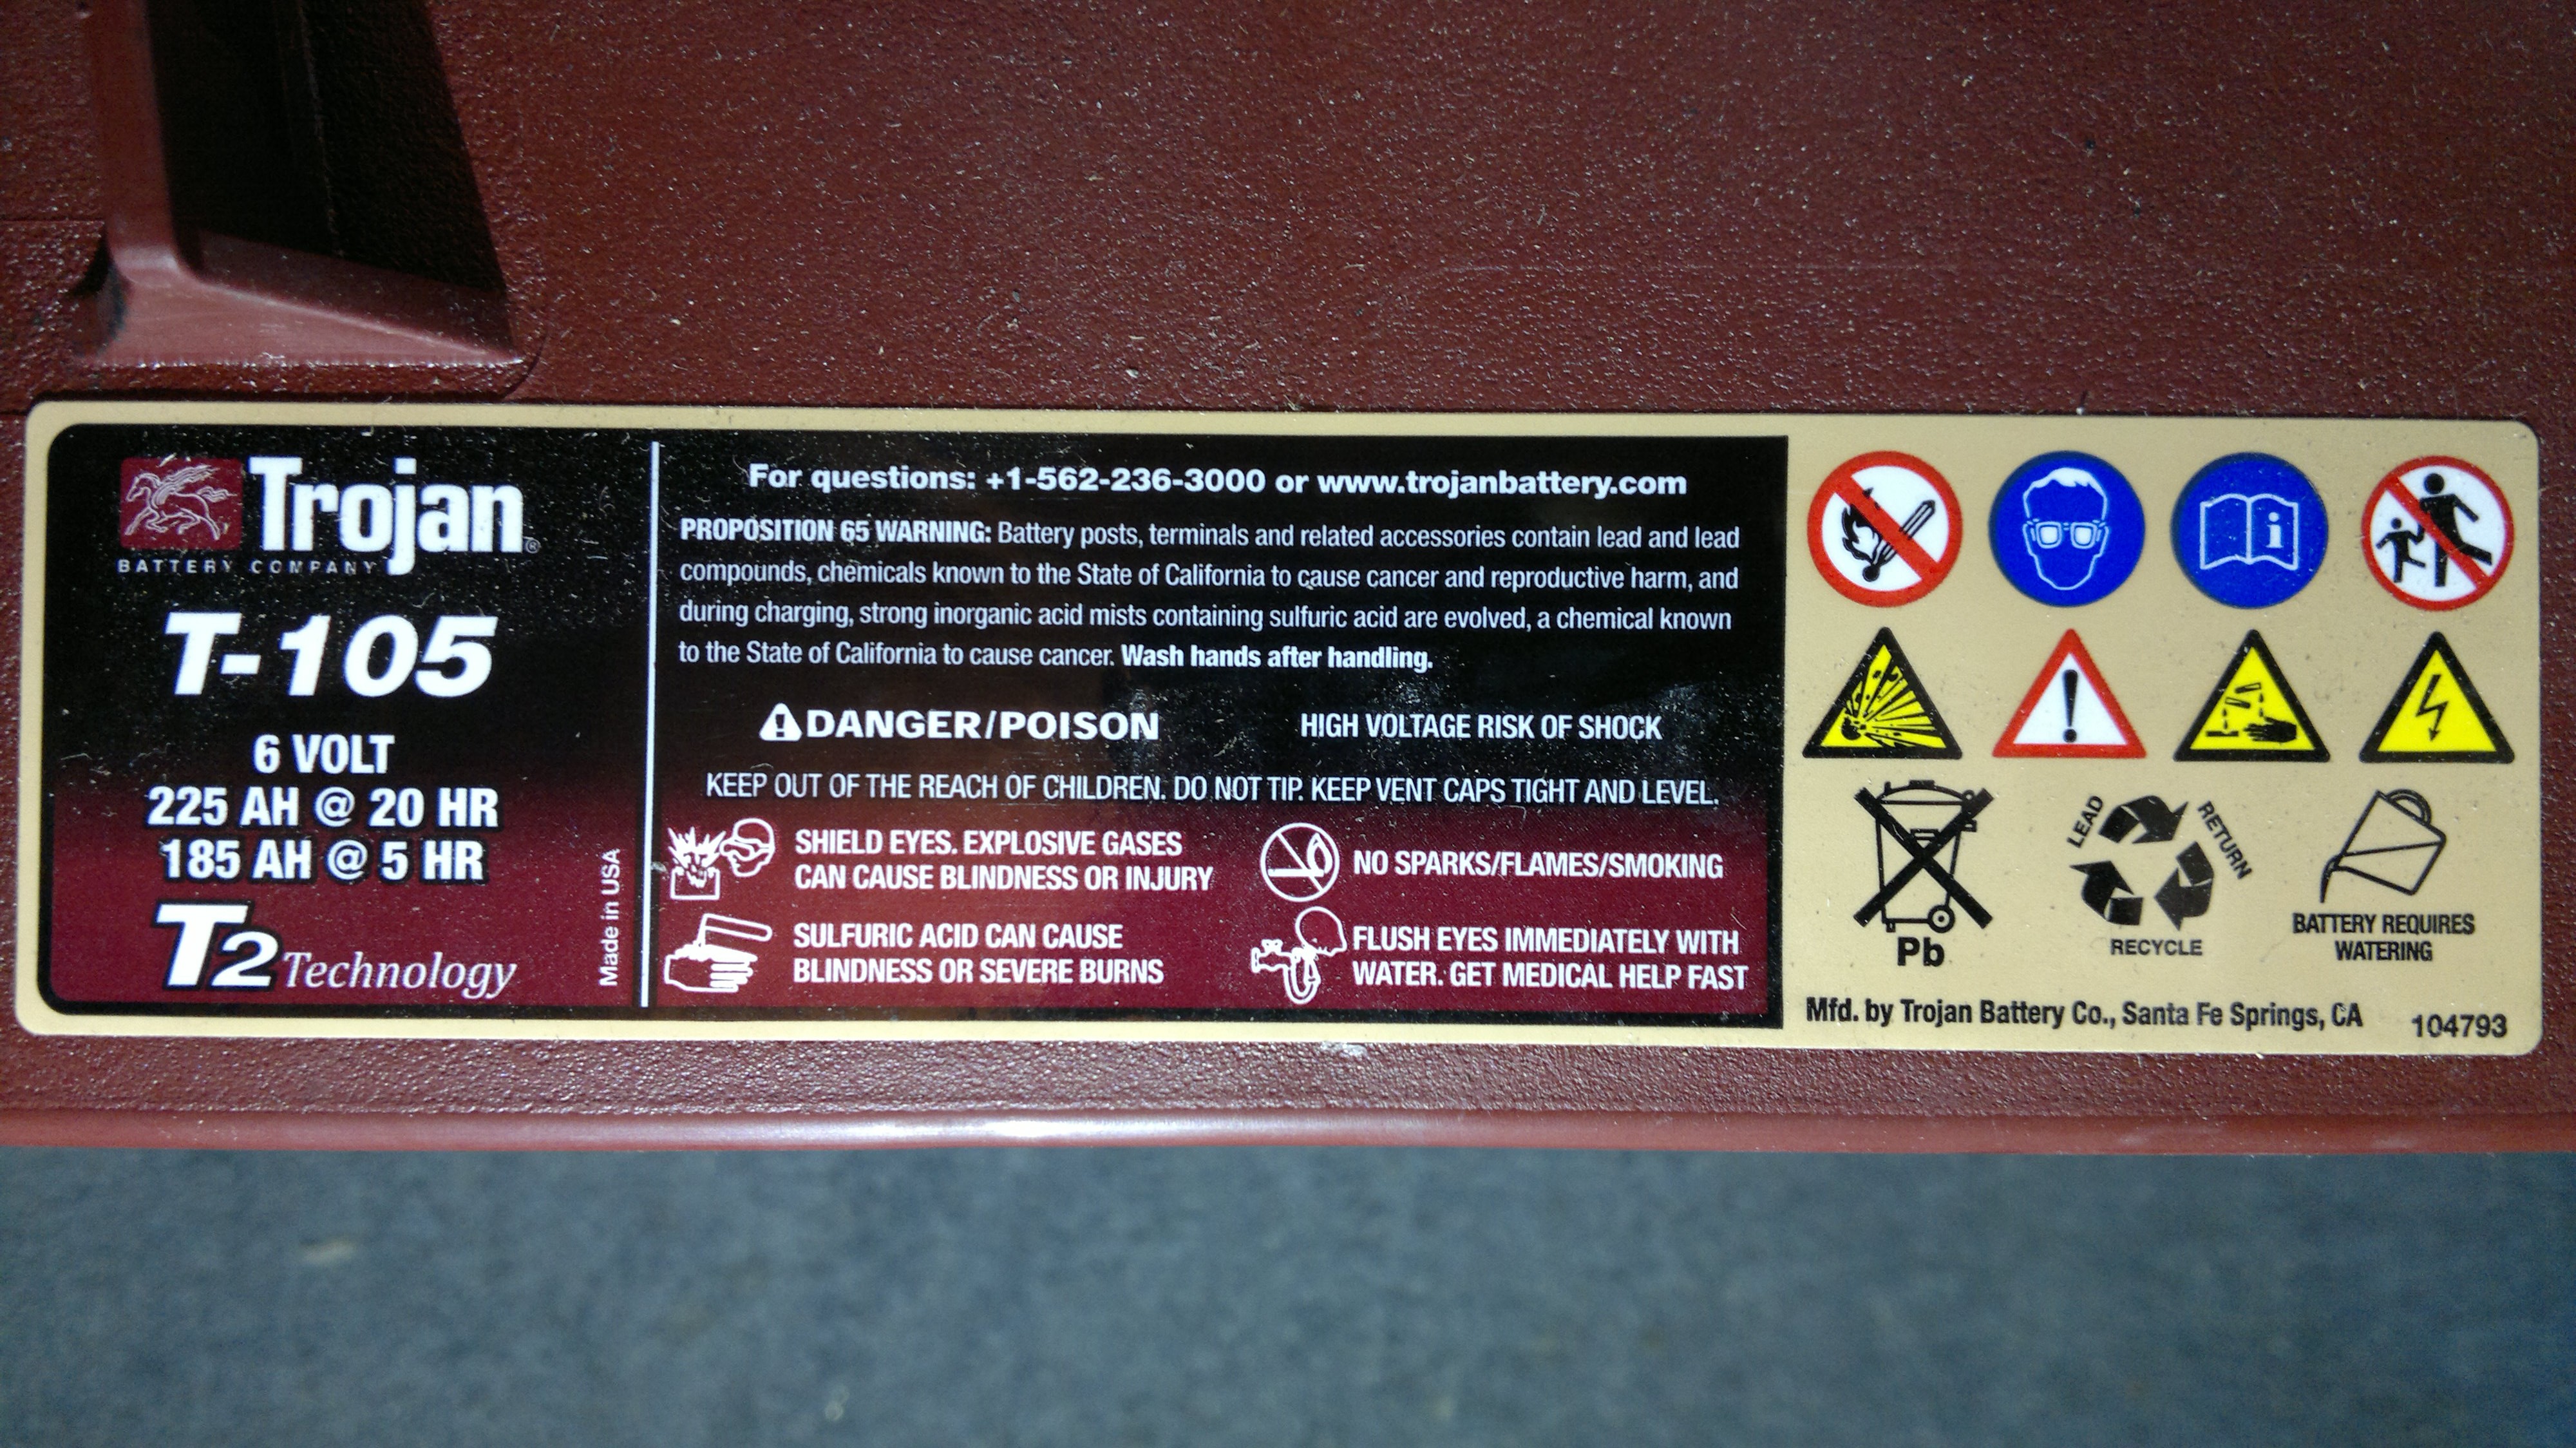 Trojan®
BATTERY COMPANY
T-105
6 VOLT
225 AH @ 20 HR
185 AH @ 5 HR
T2 Technology
Made in USA
For questions: +1-562-236-3000 or www.trojanbattery.com
PROPOSITION 65 WARNING: Battery posts, terminals and related accessories contain lead and lead
compounds, chemicals known to the State of California to cause cancer and reproductive harm, and
during charging, strong inorganic acid mists containing sulfuric acid are evolved, a chemical known
to the State of California to cause cancer. Wash hands after handling.
DANGER/POISON
HIGH VOLTAGE RISK OF SHOCK
KEEP OUT OF THE REACH OF CHILDREN. DO NOT TIP. KEEP VENT CAPS TIGHT AND LEVEL.
SHIELD EYES. EXPLOSIVE GASES
CAN CAUSE BLINDNESS OR INJURY
NO SPARKS/FLAMES/SMOKING
SULFURIC ACID CAN CAUSE
BLINDNESS OR SEVERE BURNS
FLUSH EYES IMMEDIATELY WITH
WATER. GET MEDICAL HELP FAST
Pb
LEAD
RETURN
RECYCLE
BATTERY REQUIRES
WATERING
Mfd. by Trojan Battery Co., Santa Fe Springs, CA
104793